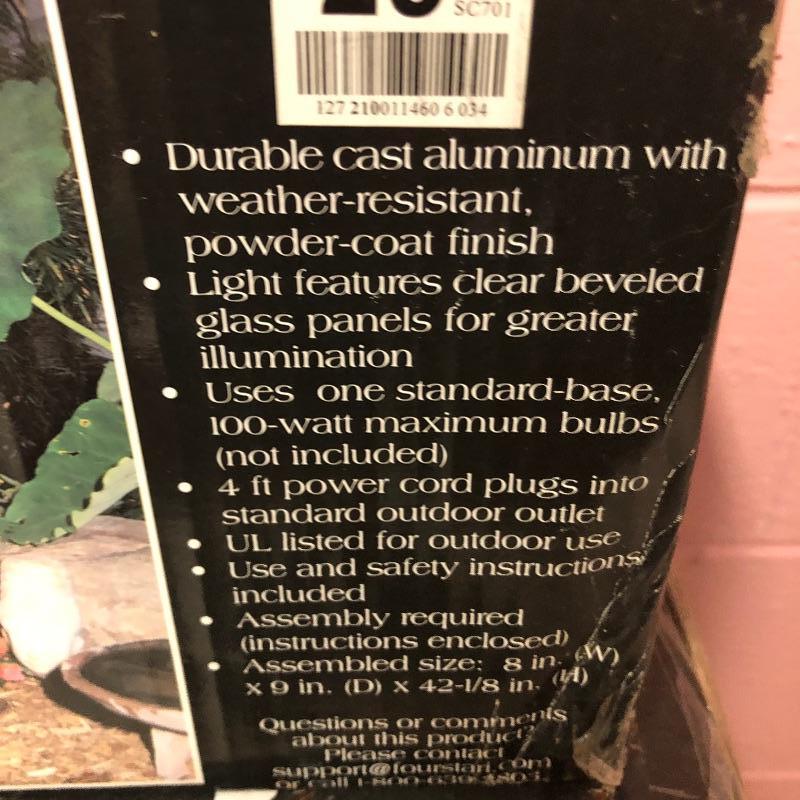 SC701
127 210011460 6 034
• Durable cast aluminum with
weather-resistant,
powder-coat finish
• Light features clear beveled
glass panels for greater
illumination
• Uses one standard-base,
100-watt maximum bulbs
(not included)
• 4 ft power cord plugs into
standard outdoor outlet
• UL listed for outdoor use
• Use and safety instructions
included
• Assembly required
(instructions enclosed)
• Assembled size: 8 in. (W)
x 9 in. (D) x 42-1/8 in. (H)
Questions or comments
about this product?
Please contact
or call